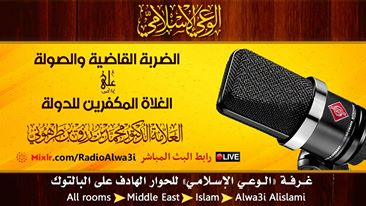 الوعي الإسلامي
الضربة القاضية والصولة
على
الغلاة المكفرين للدولة
العلامة الدكتور محمد بن رزق بن طرهوني
Mixlr.com/RadioAlwa3i رابط البث المباشر LIVE
غرفة «الوعي الإسلامي» للحوار الهادف على البالتوك
All rooms Middle East Islam Alwa3i Alislami